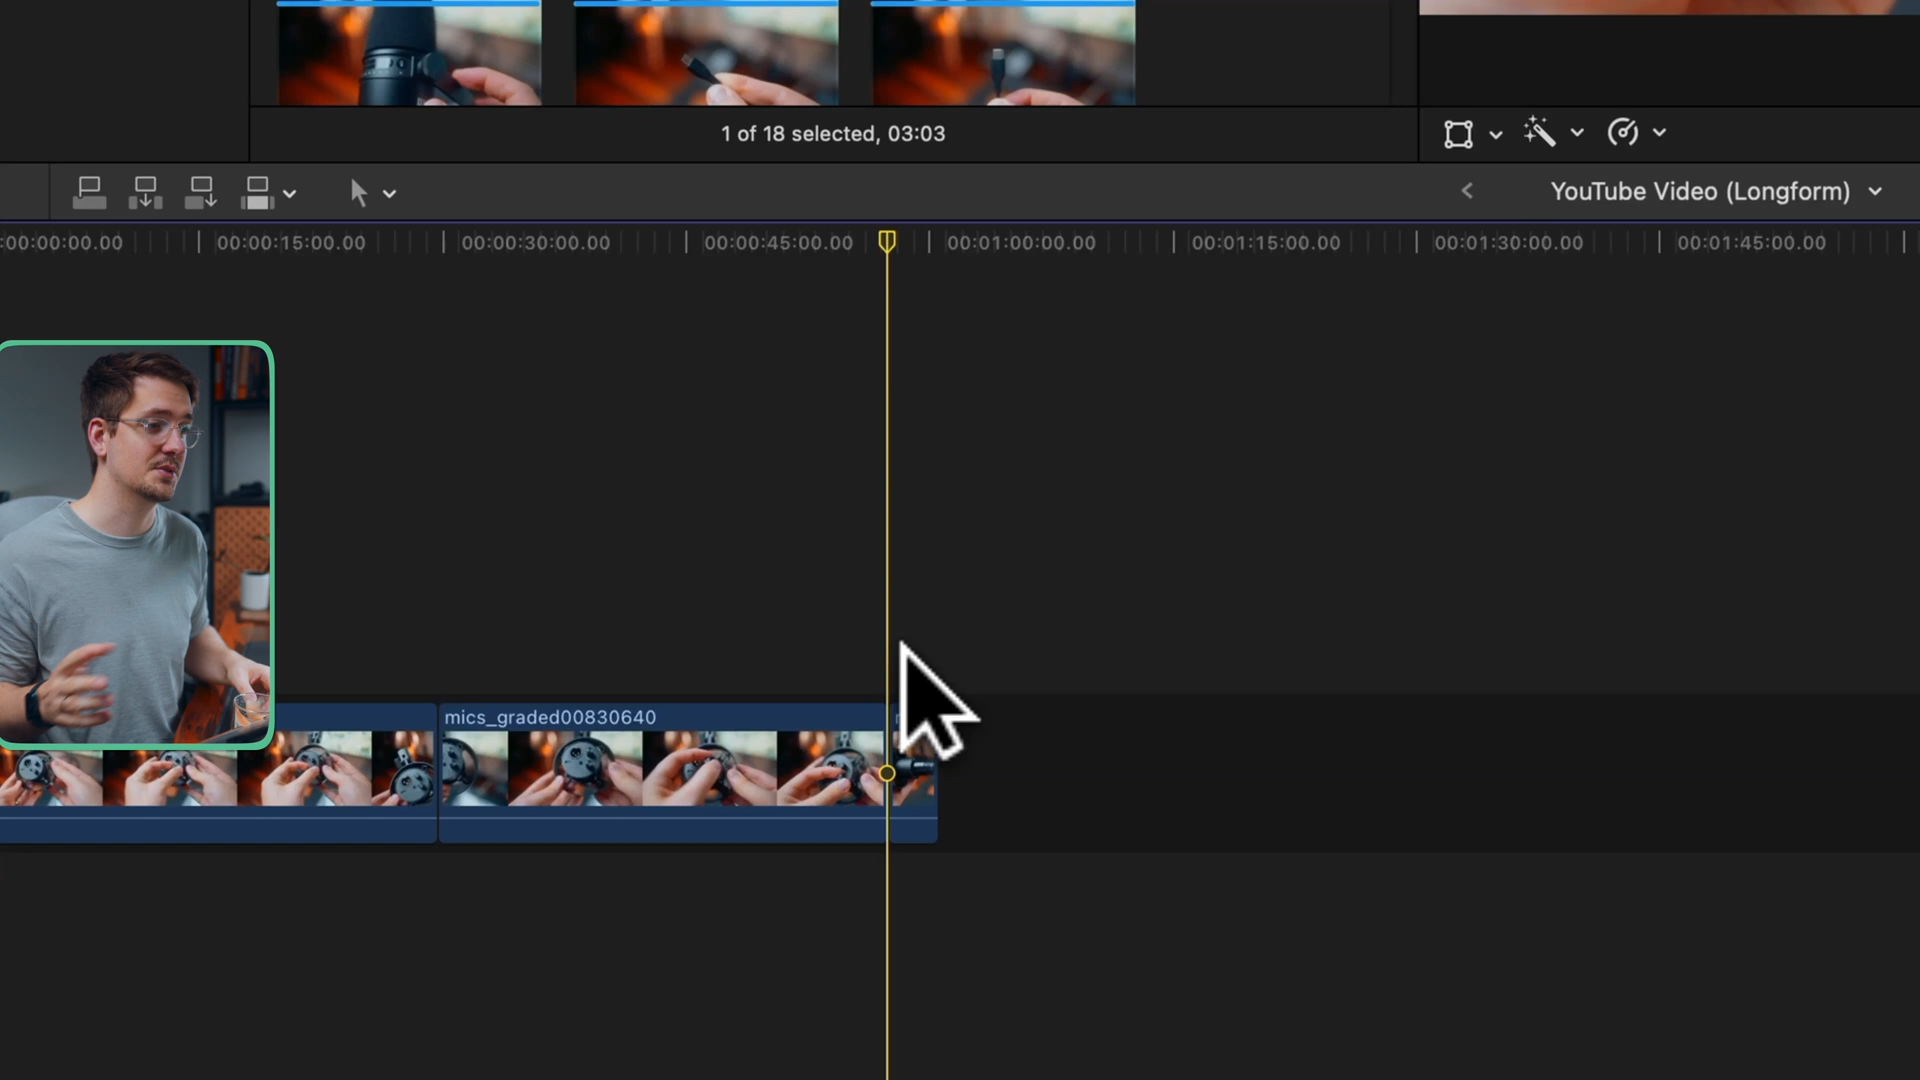 1 of 18 selected, 03:03
YouTube Video (Longform)
:00:00:00.00
00:00:15:00.00
00:00:30:00.00
00:00:45:00.00
00:01:00:00.00
00:01:15:00.00
00:01:30:00.00
00:01:45:00.00
mics_graded00830640